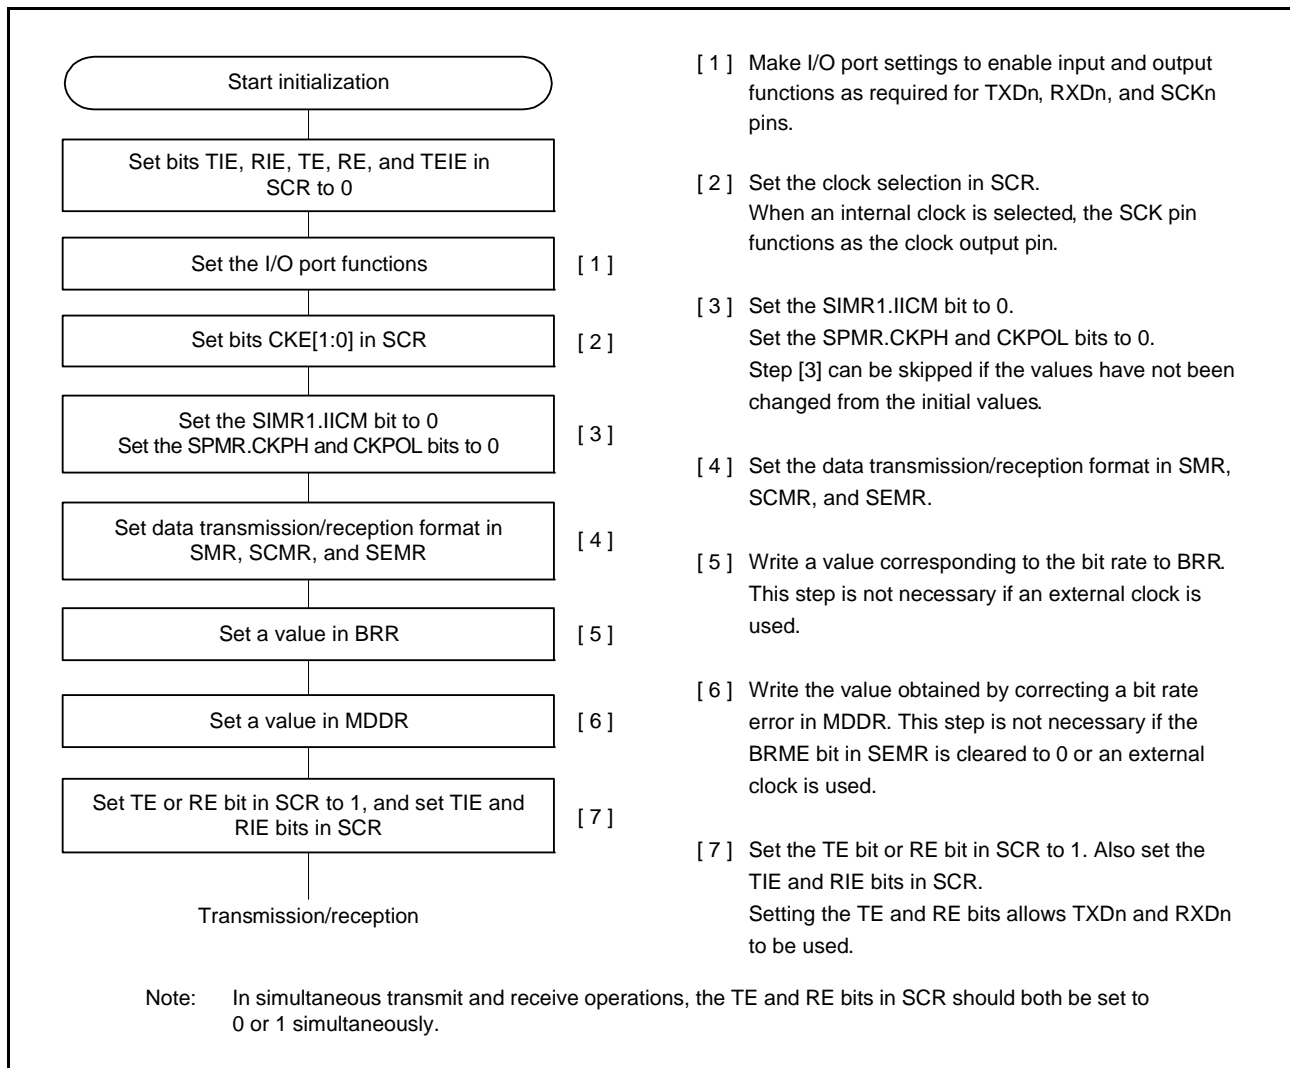 Start initialization
Set bits TIE, RIE, TE, RE, and TEIE in
SCR to 0
Set the I/O port functions
[ 1 ]
Set bits CKE[1:0] in SCR
[ 2 ]
Set the SIMR1.IICM bit to 0
Set the SPMR.CKPH and CKPOL bits to 0
[ 3 ]
Set data transmission/reception format in
SMR, SCMR, and SEMR
[ 4 ]
Set a value in BRR
[ 5 ]
Set a value in MDDR
[ 6 ]
Set TE or RE bit in SCR to 1, and set TIE and
RIE bits in SCR
[ 7 ]
Transmission/reception
[ 1 ] Make I/O port settings to enable input and output
functions as required for TXDn, RXDn, and SCKn
pins.
[ 2 ] Set the clock selection in SCR.
When an internal clock is selected, the SCK pin
functions as the clock output pin.
[ 3 ] Set the SIMR1.IICM bit to 0.
Set the SPMR.CKPH and CKPOL bits to 0.
Step [3] can be skipped if the values have not been
changed from the initial values.
[ 4 ] Set the data transmission/reception format in SMR,
SCMR, and SEMR.
[ 5 ] Write a value corresponding to the bit rate to BRR.
This step is not necessary if an external clock is
used.
[ 6 ] Write the value obtained by correcting a bit rate
error in MDDR. This step is not necessary if the
BRME bit in SEMR is cleared to 0 or an external
clock is used.
[ 7 ] Set the TE bit or RE bit in SCR to 1. Also set the
TIE and RIE bits in SCR.
Setting the TE and RE bits allows TXDn and RXDn
to be used.
Note: In simultaneous transmit and receive operations, the TE and RE bits in SCR should both be set to
0 or 1 simultaneously.